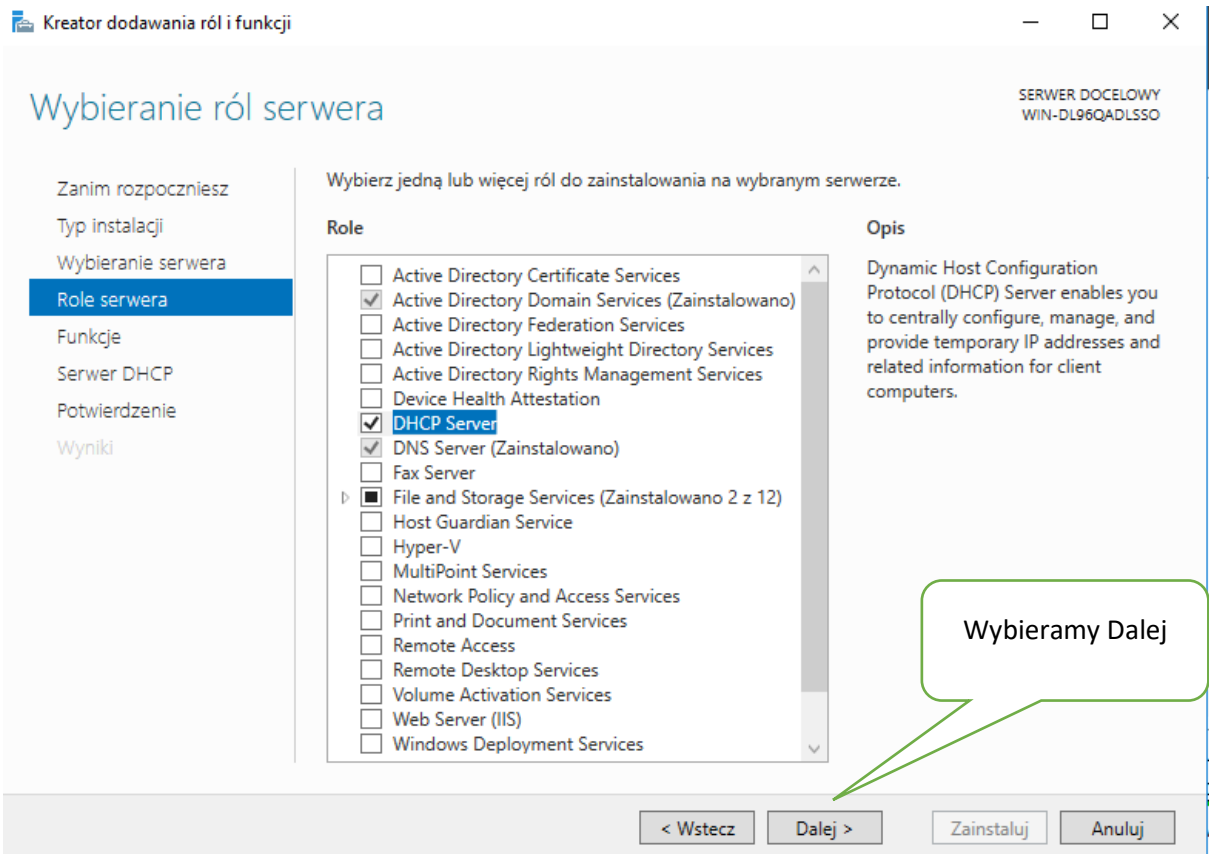 Kreator dodawania ról i funkcji
Wybieranie ról serwera
SERWER DOCELOWY
WIN-DL96QADLSSO
Zanim rozpoczniesz
Typ instalacji
Wybieranie serwera
Role serwera
Funkcje
Serwer DHCP
Potwierdzenie
Wyniki
Wybierz jedną lub więcej ról do zainstalowania na wybranym serwerze.
Role
Active Directory Certificate Services
Active Directory Domain Services (Zainstalowano)
Active Directory Federation Services
Active Directory Lightweight Directory Services
Active Directory Rights Management Services
Device Health Attestation
DHCP Server
DNS Server (Zainstalowano)
Fax Server
File and Storage Services (Zainstalowano 2 z 12)
Host Guardian Service
Hyper-V
MultiPoint Services
Network Policy and Access Services
Print and Document Services
Remote Access
Remote Desktop Services
Volume Activation Services
Web Server (IIS)
Windows Deployment Services
Opis
Dynamic Host Configuration
Protocol (DHCP) Server enables you
to centrally configure, manage, and
provide temporary IP addresses and
related information for client
computers.
Wybieramy Dalej
< Wstecz
Dalej >
Zainstaluj
Anuluj